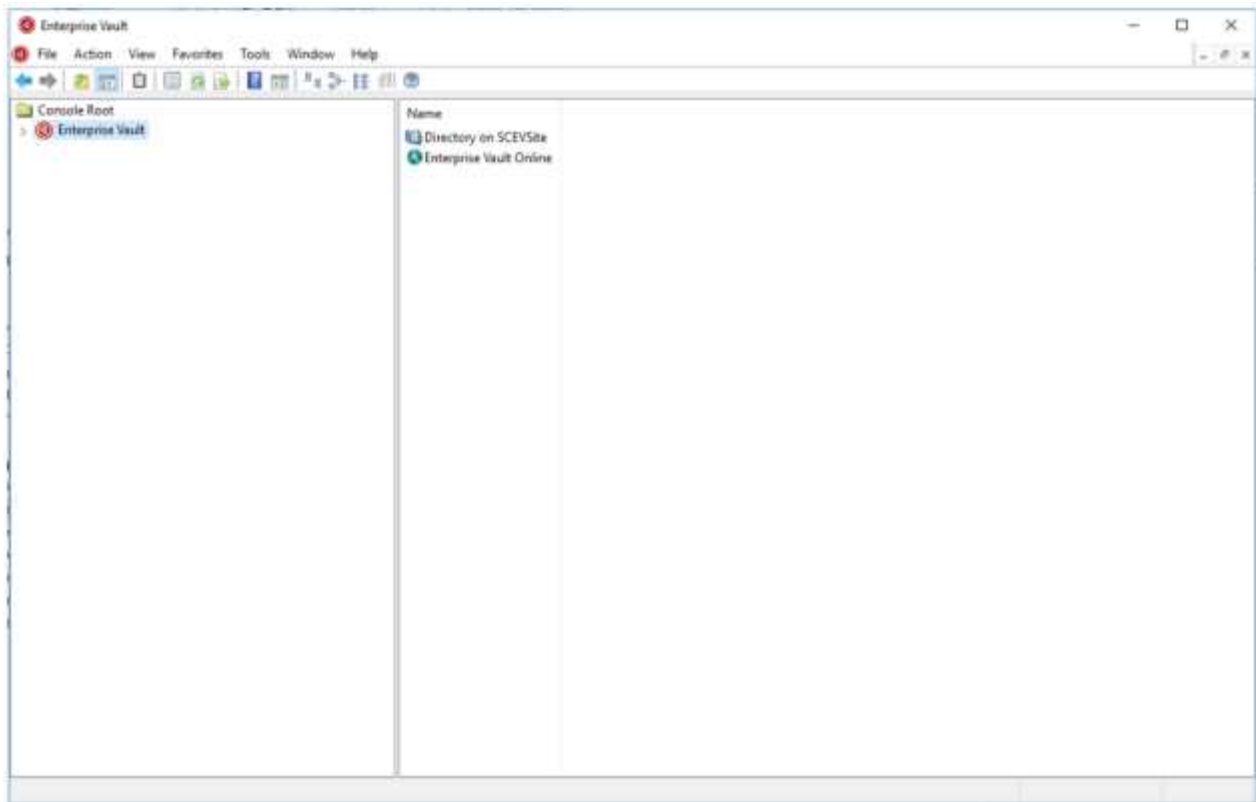 Enterprise Vault
File Action View Favorites Tools Window Help
Console Root
Enterprise Vault
Name
Directory on SCEVSite
Enterprise Vault Online